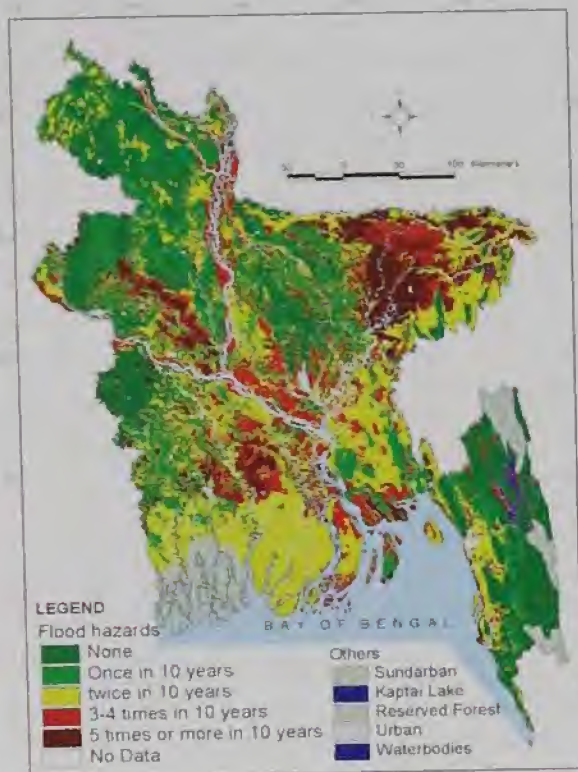 BAY OF BENGAL
LEGEND
Flood hazards
None
Once in 10 years
twice in 10 years
3-4 times in 10 years
5 times or more in 10 years
No Data
Others
Sundarban
Kaptai Lake
Reserved Forest
Urban
Waterbodies